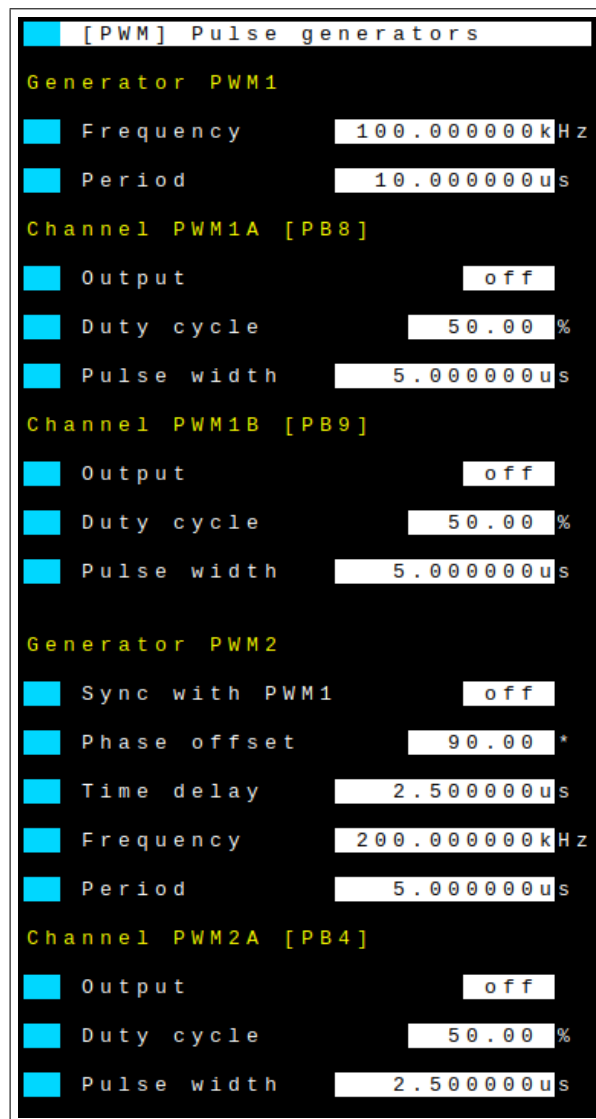 [PWM] Pulse generators
Generator PWM1
Frequency 100.000000kHz
Period 10.000000us
Channel PWM1A [PB8]
Output off
Duty cycle 50.00 %
Pulse width 5.000000us
Channel PWM1B [PB9]
Output off
Duty cycle 50.00 %
Pulse width 5.000000us
Generator PWM2
Sync with PWM1 off
Phase offset 90.00 *
Time delay 2.500000us
Frequency 200.000000kHz
Period 5.000000us
Channel PWM2A [PB4]
Output off
Duty cycle 50.00 %
Pulse width 2.500000us